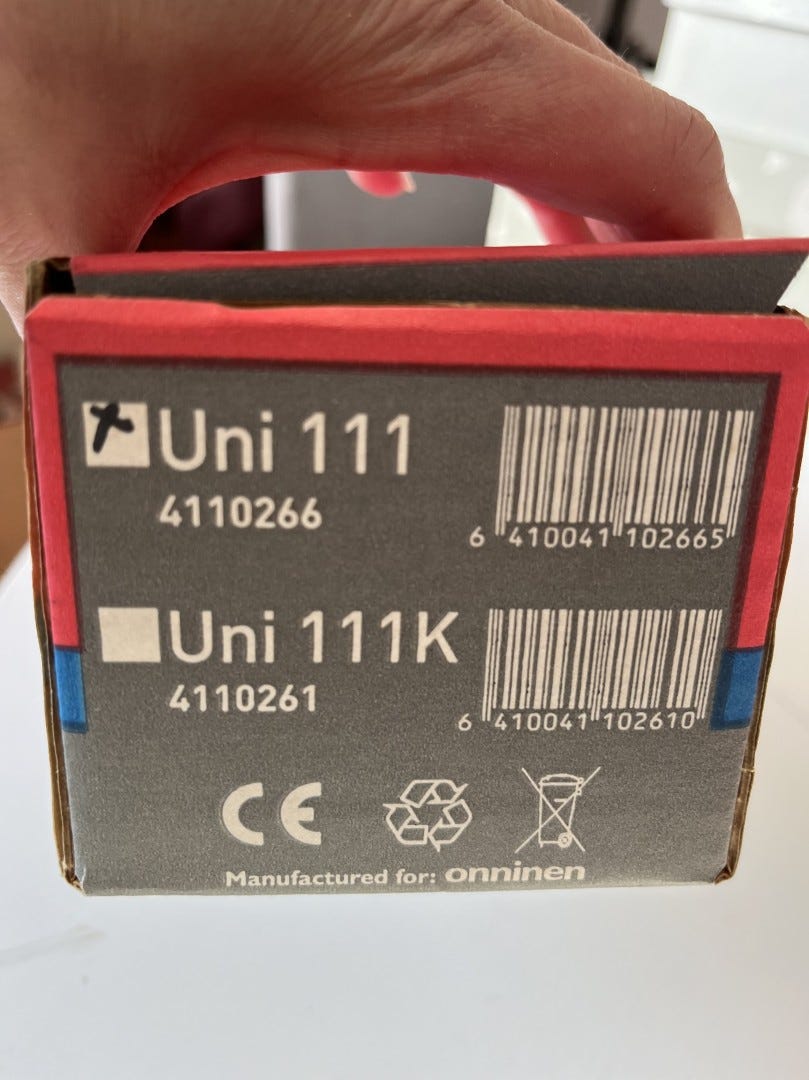 Uni 111
4110266
6 410041 102665
Uni 111K
4110261
6 410041 102610
CE
Manufactured for: onninen